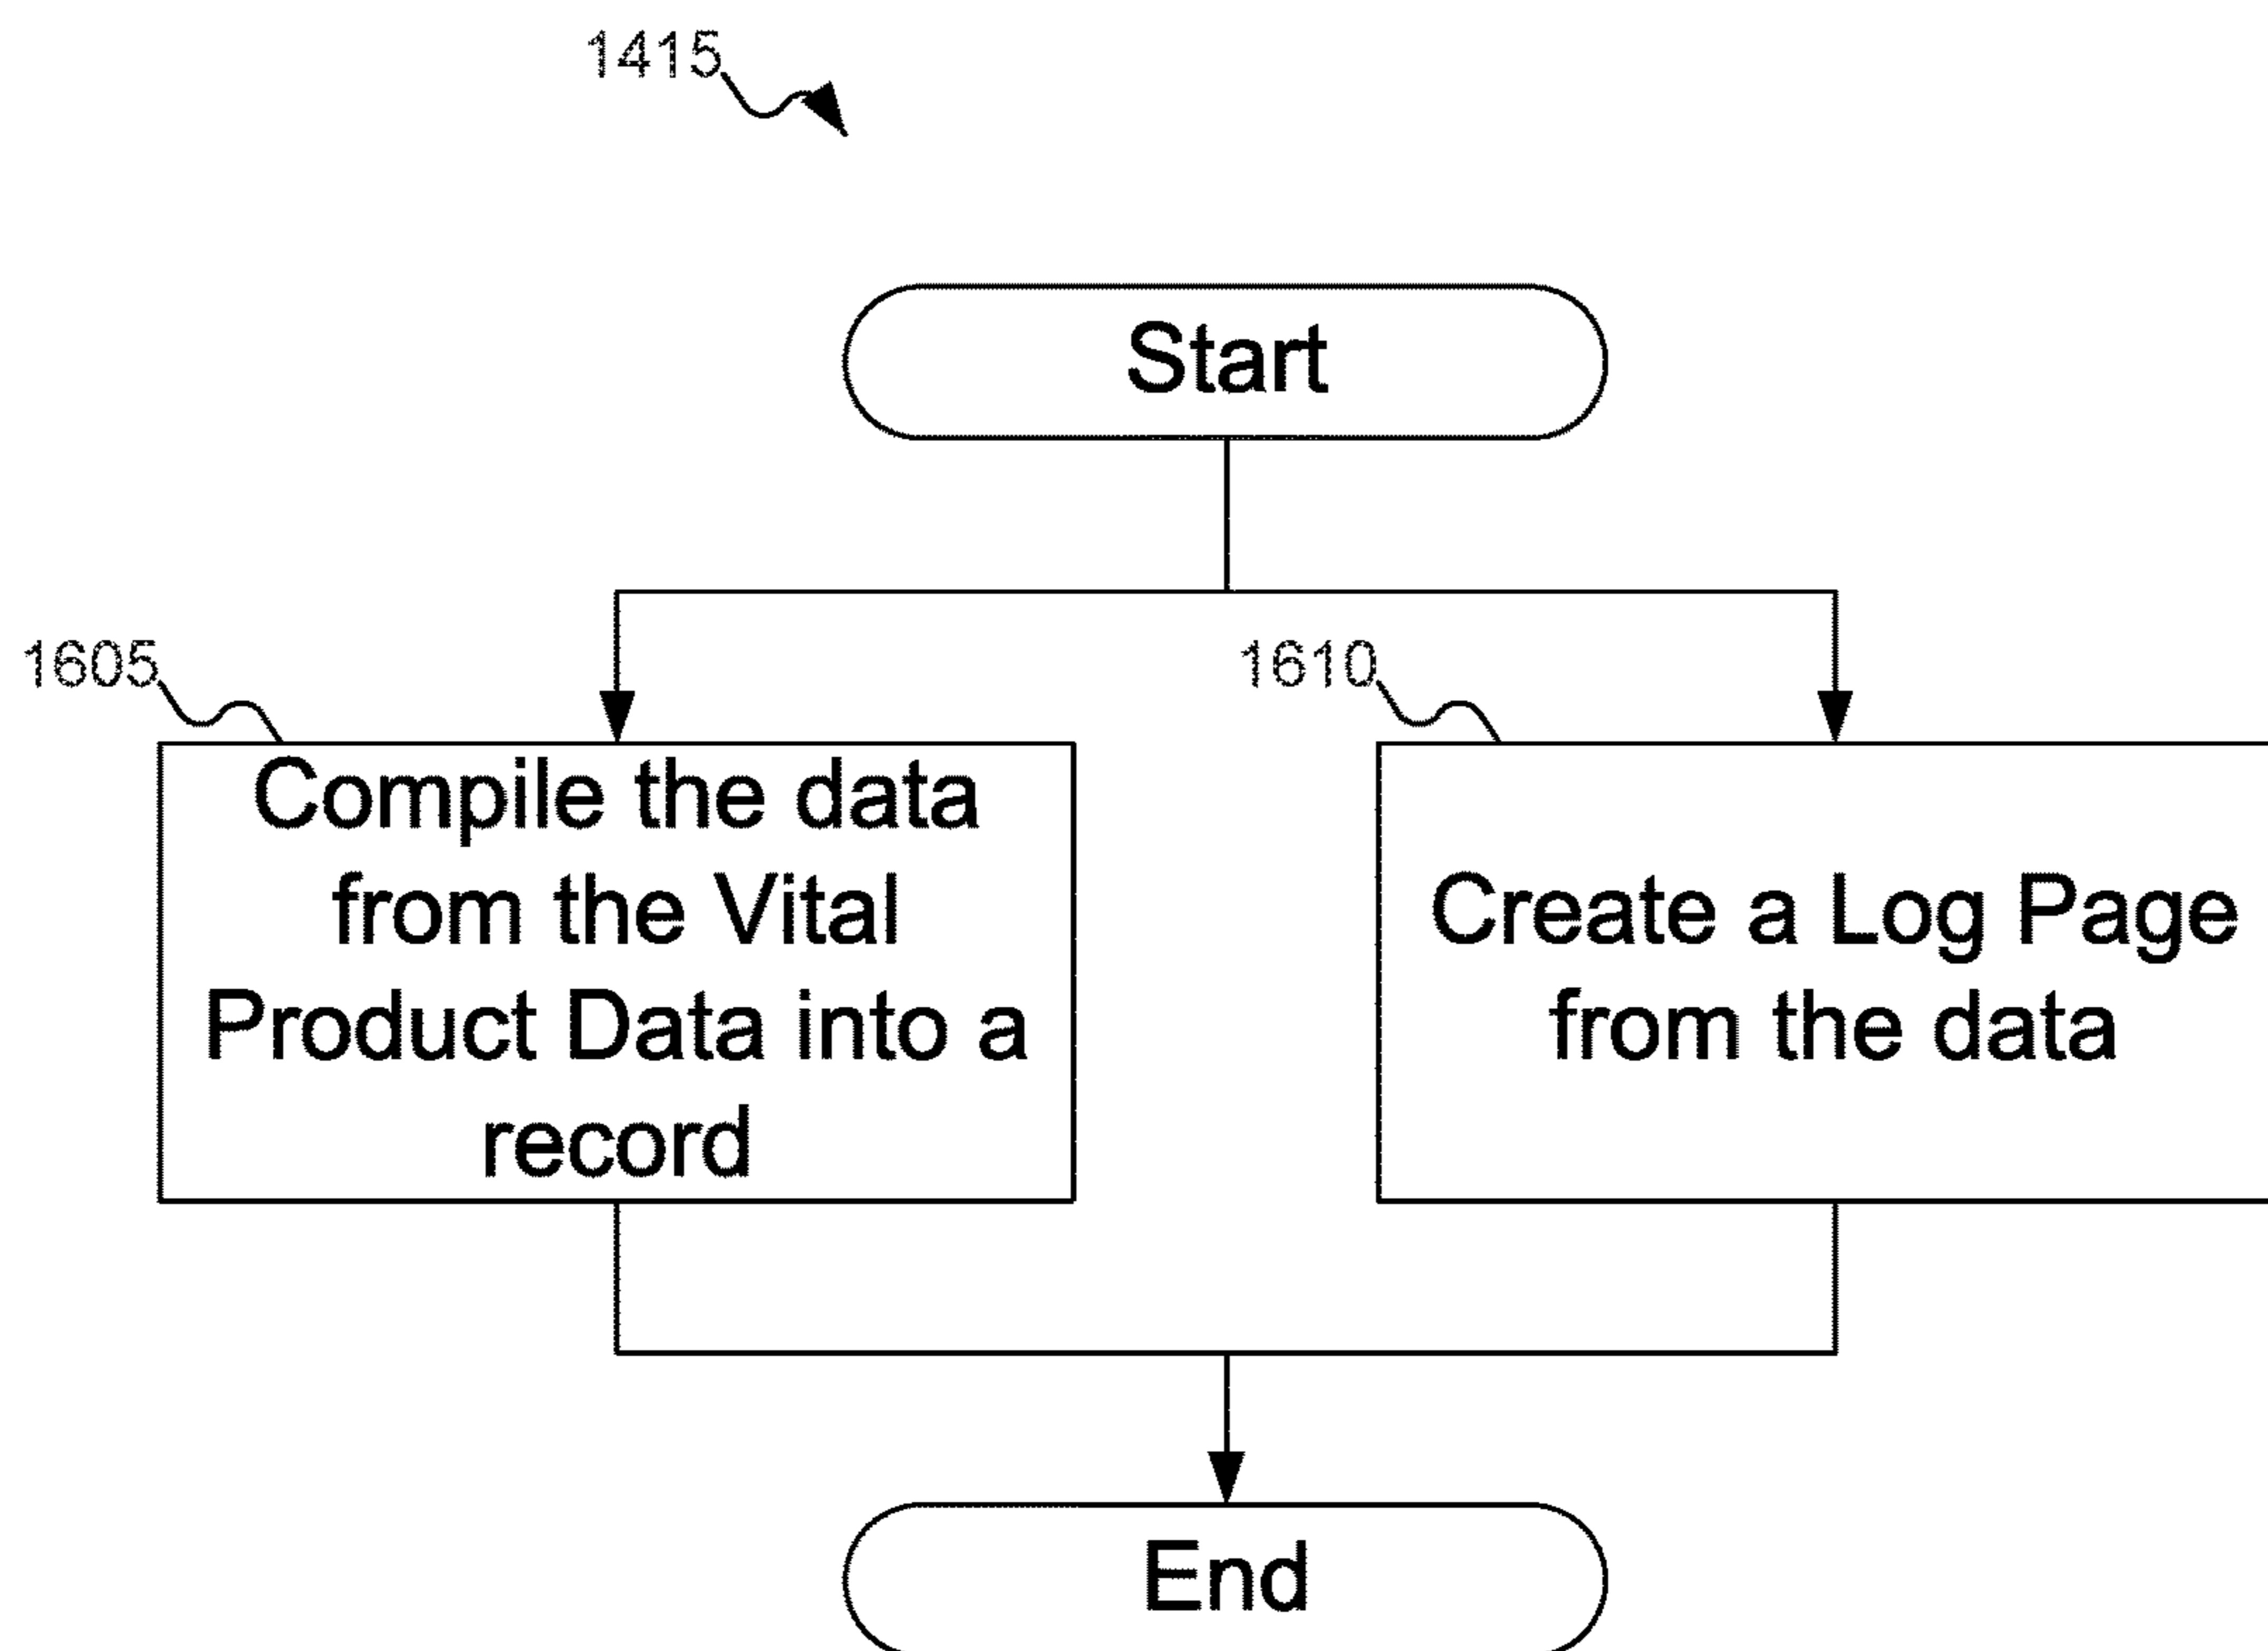 1415
Start
1605
1610
Compile the data
from the Vital
Product Data into a
record
Create a Log Page
from the data
End